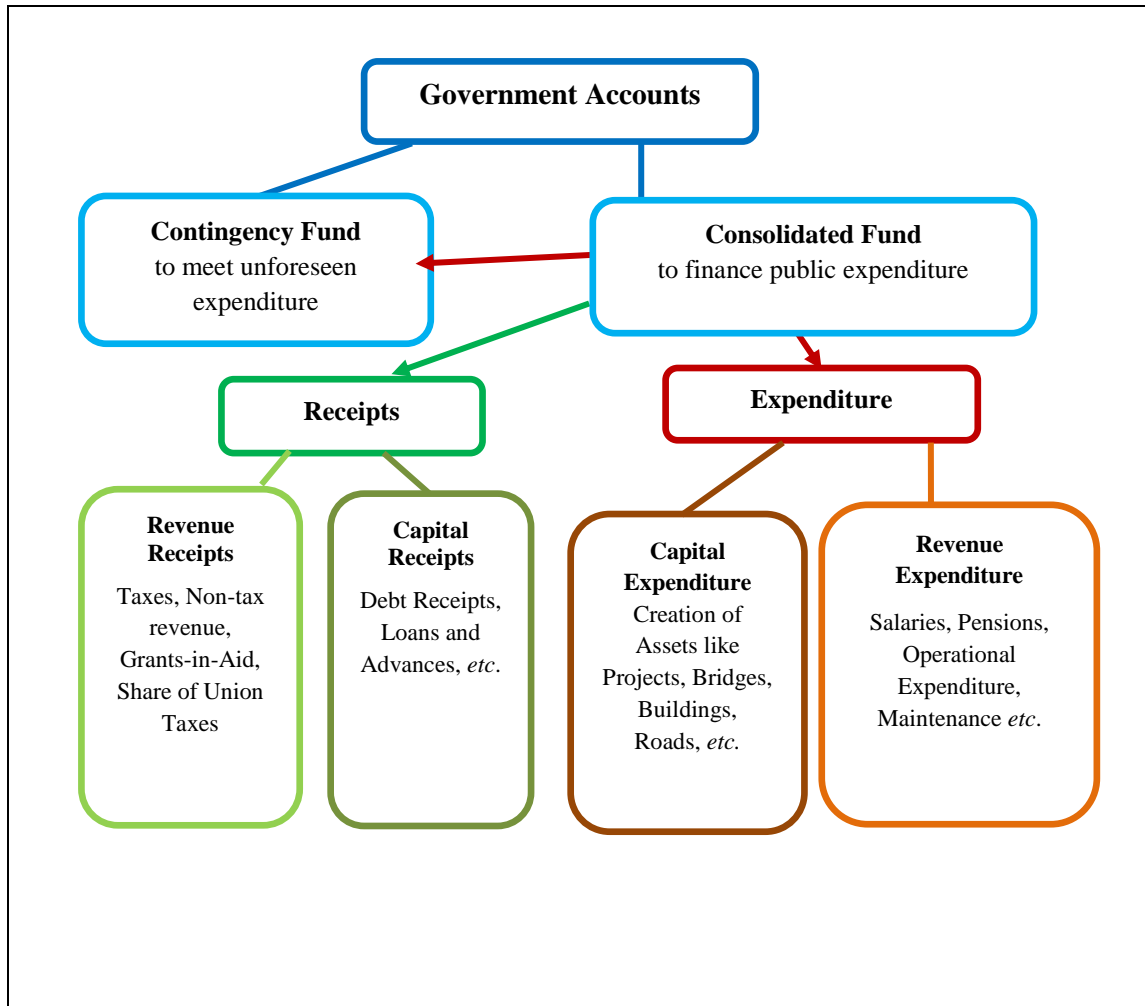 Government Accounts
Contingency Fund
to meet unforeseen
expenditure
Consolidated Fund
to finance public expenditure
Receipts
Expenditure
Revenue
Receipts
Taxes, Non-tax
revenue,
Grants-in-Aid,
Share of Union
Taxes
Capital
Receipts
Debt Receipts,
Loans and
Advances, etc.
Capital
Expenditure
Creation of
Assets like
Projects, Bridges,
Buildings,
Roads, etc.
Revenue
Expenditure
Salaries, Pensions,
Operational
Expenditure,
Maintenance etc.